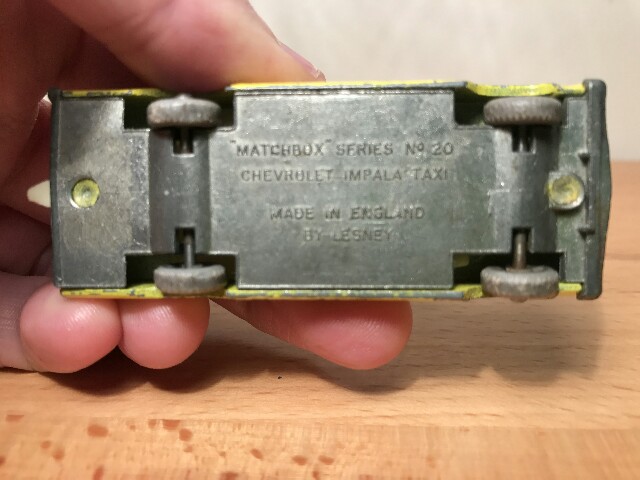 "MATCHBOX" SERIES Nº 20
CHEVROLET IMPALA TAXI
MADE IN ENGLAND
BY LESNEY